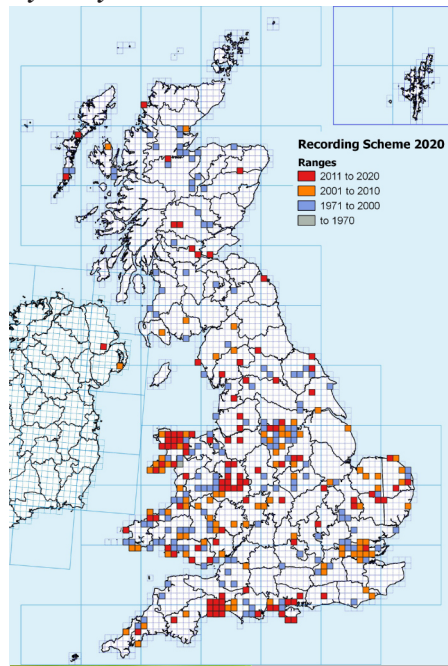 Recording Scheme 2020
Ranges
2011 to 2020
2001 to 2010
1971 to 2000
to 1970